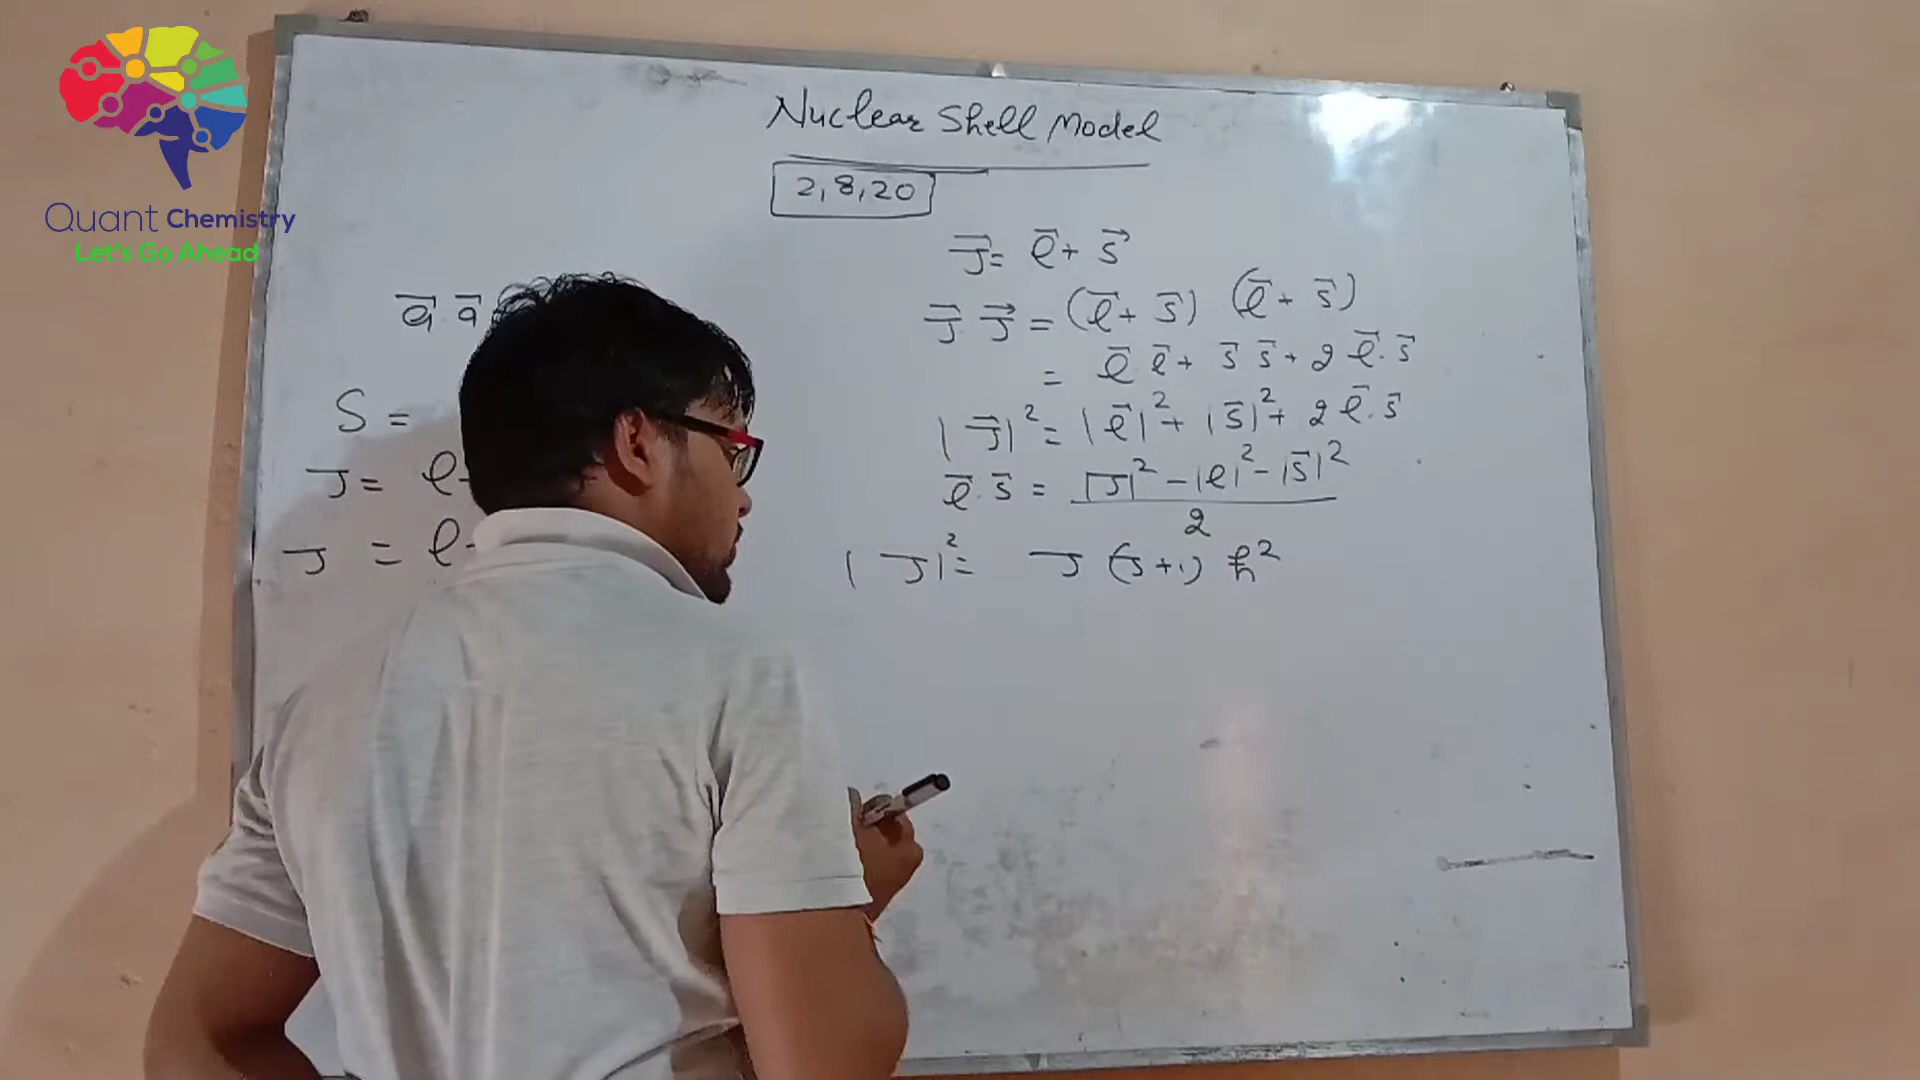 Quant Chemistry
Let's Go Ahead
Nuclear Shell Model
2, 8, 20
a⃗ . a⃗
S =
J = l
J = l
J⃗ = l⃗ + s⃗
J⃗ . J⃗ = (l⃗ + s⃗) . (l⃗ + s⃗)
= l⃗ . l⃗ + s⃗ . s⃗ + 2 l⃗ . s⃗
|J⃗|² = |l⃗|² + |s⃗|² + 2 l⃗ . s⃗
l⃗ . s⃗ = |J|² - |l|² - |s⃗|² / 2
|J|² = J (J + 1) ħ²